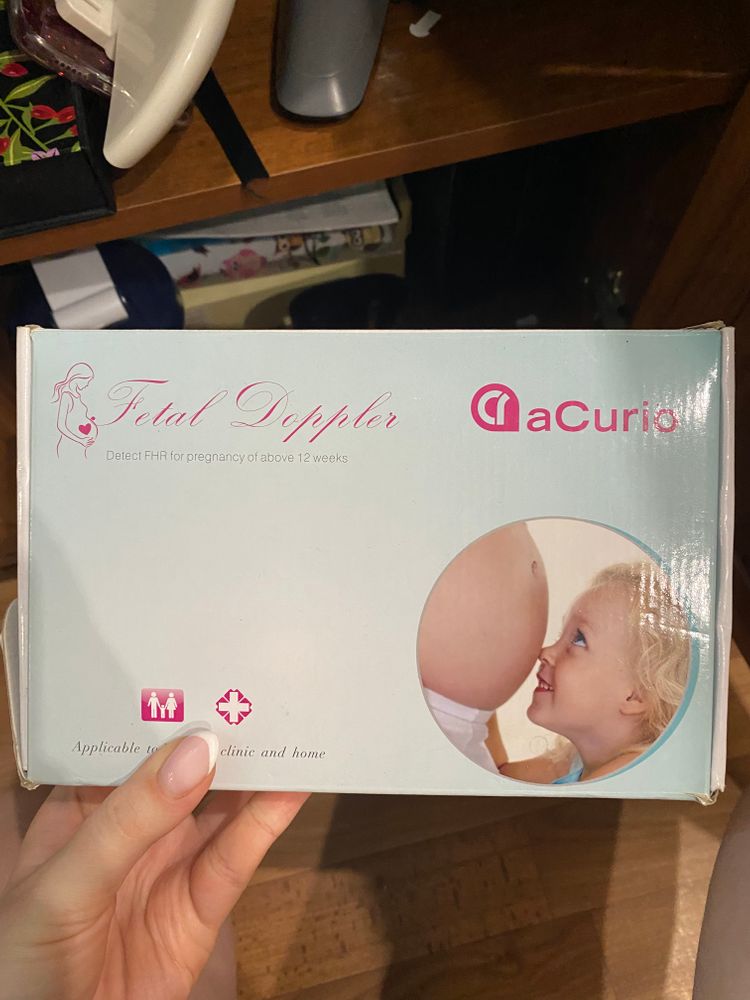 Fetal Doppler
Detect FHR for pregnancy of above 12 weeks
aCurio
Applicable to clinic and home